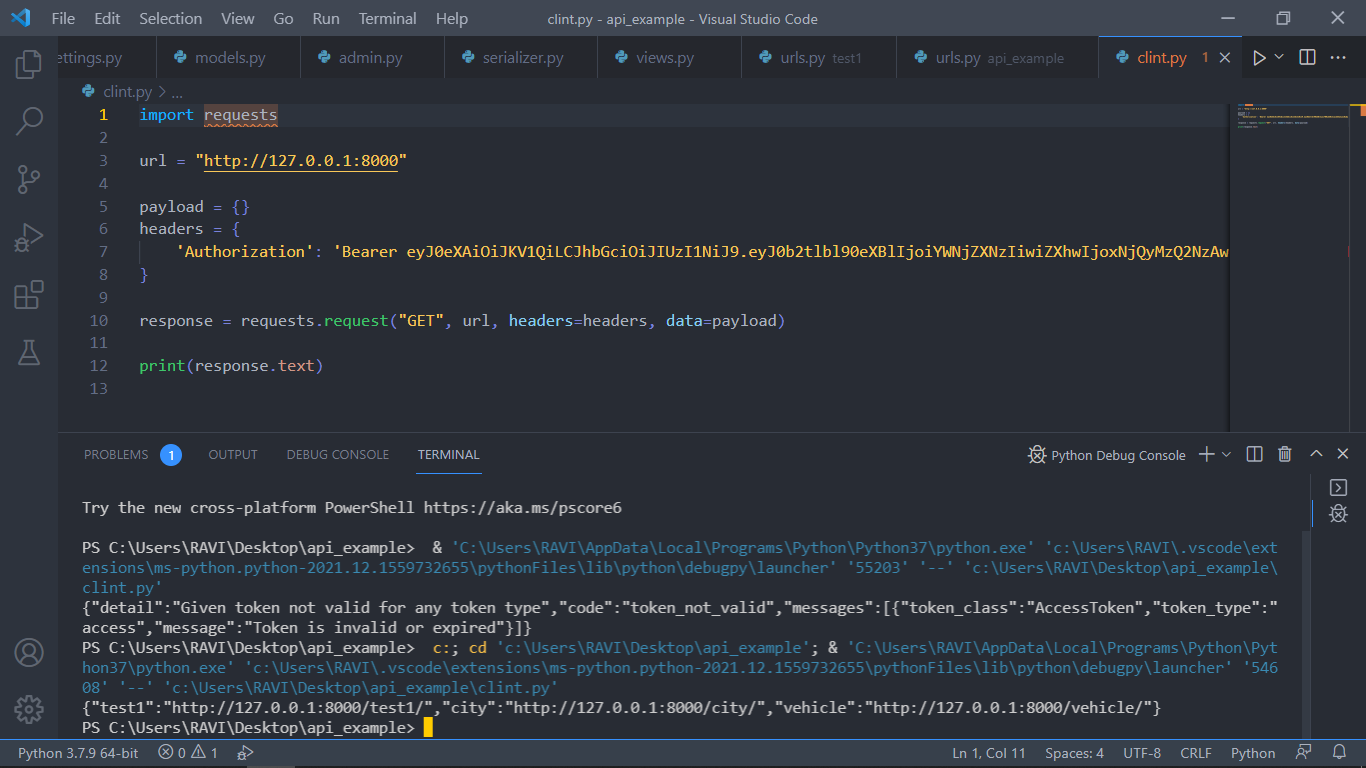 File Edit Selection View Go Run Terminal Help clint.py - api_example - Visual Studio Code
ettings.py models.py admin.py serializer.py views.py urls.py test1 urls.py api_example clint.py 1
clint.py > ...
1 import requests
2
3 url = "http://127.0.0.1:8000"
4
5 payload = {}
6 headers = {
7 'Authorization': 'Bearer eyJ0eXAiOiJKV1QiLCJhbGciOiJIUzI1NiJ9.eyJ0b2tlbl90eXBlIjoiYWNjZXNzIiwiZXhwIjoxNjQyMzQ2NzAw
8 }
9
10 response = requests.request("GET", url, headers=headers, data=payload)
11
12 print(response.text)
13
PROBLEMS 1 OUTPUT DEBUG CONSOLE TERMINAL Python Debug Console
Try the new cross-platform PowerShell https://aka.ms/pscore6
PS C:\Users\RAVI\Desktop\api_example> & 'C:\Users\RAVI\AppData\Local\Programs\Python\Python37\python.exe' 'c:\Users\RAVI\.vscode\ext
ensions\ms-python.python-2021.12.1559732655\pythonFiles\lib\python\debugpy\launcher' '55203' '--' 'c:\Users\RAVI\Desktop\api_example\
clint.py'
{"detail":"Given token not valid for any token type","code":"token_not_valid","messages":[{"token_class":"AccessToken","token_type":"
access","message":"Token is invalid or expired"}]}
PS C:\Users\RAVI\Desktop\api_example> c:; cd 'c:\Users\RAVI\Desktop\api_example'; & 'C:\Users\RAVI\AppData\Local\Programs\Python\Pyt
hon37\python.exe' 'c:\Users\RAVI\.vscode\extensions\ms-python.python-2021.12.1559732655\pythonFiles\lib\python\debugpy\launcher' '546
08' '--' 'c:\Users\RAVI\Desktop\api_example\clint.py'
{"test1":"http://127.0.0.1:8000/test1/","city":"http://127.0.0.1:8000/city/","vehicle":"http://127.0.0.1:8000/vehicle/"}
PS C:\Users\RAVI\Desktop\api_example>
Python 3.7.9 64-bit 0 1 Ln 1, Col 11 Spaces: 4 UTF-8 CRLF Python